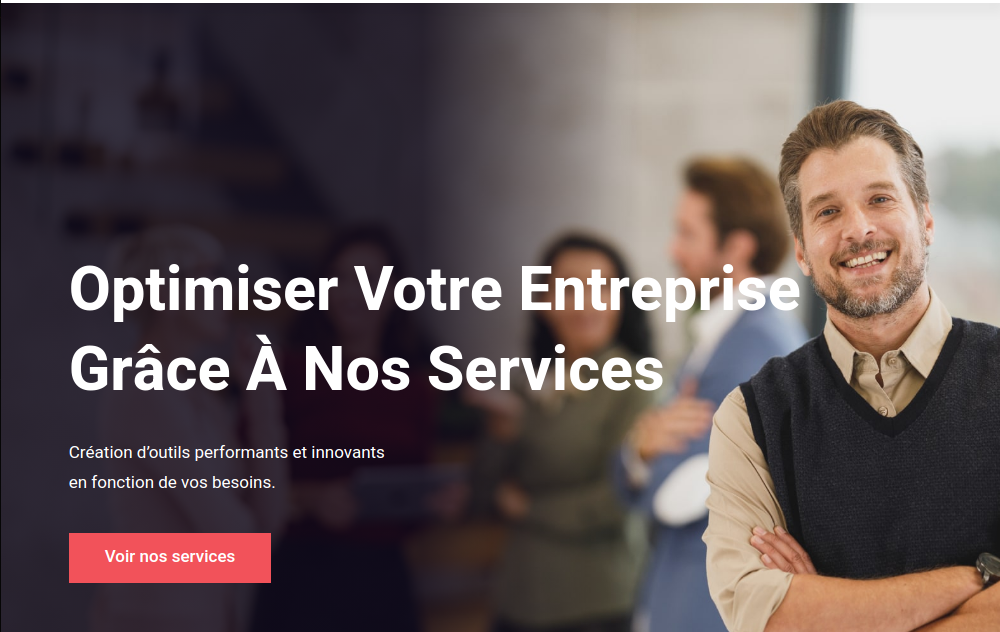 Optimiser Votre Entreprise
Grâce À Nos Services
Création d’outils performants et innovants
en fonction de vos besoins.
Voir nos services